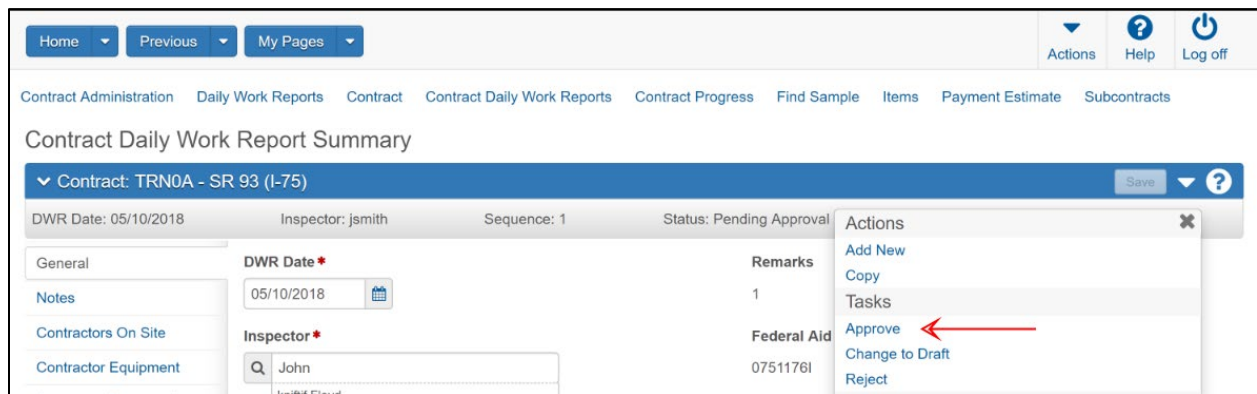 Home Previous My Pages Actions Help Log off
Contract Administration Daily Work Reports Contract Contract Daily Work Reports Contract Progress Find Sample Items Payment Estimate Subcontracts
Contract Daily Work Report Summary
Contract: TRN0A - SR 93 (I-75) Save
DWR Date: 05/10/2018 Inspector: jsmith Sequence: 1 Status: Pending Approval Actions
General DWR Date* Remarks Add New
Notes 05/10/2018 1 Copy
Tasks
Contractors On Site Inspector* Federal Aid Approve
Contractor Equipment John 0751176I Change to Draft
Reject